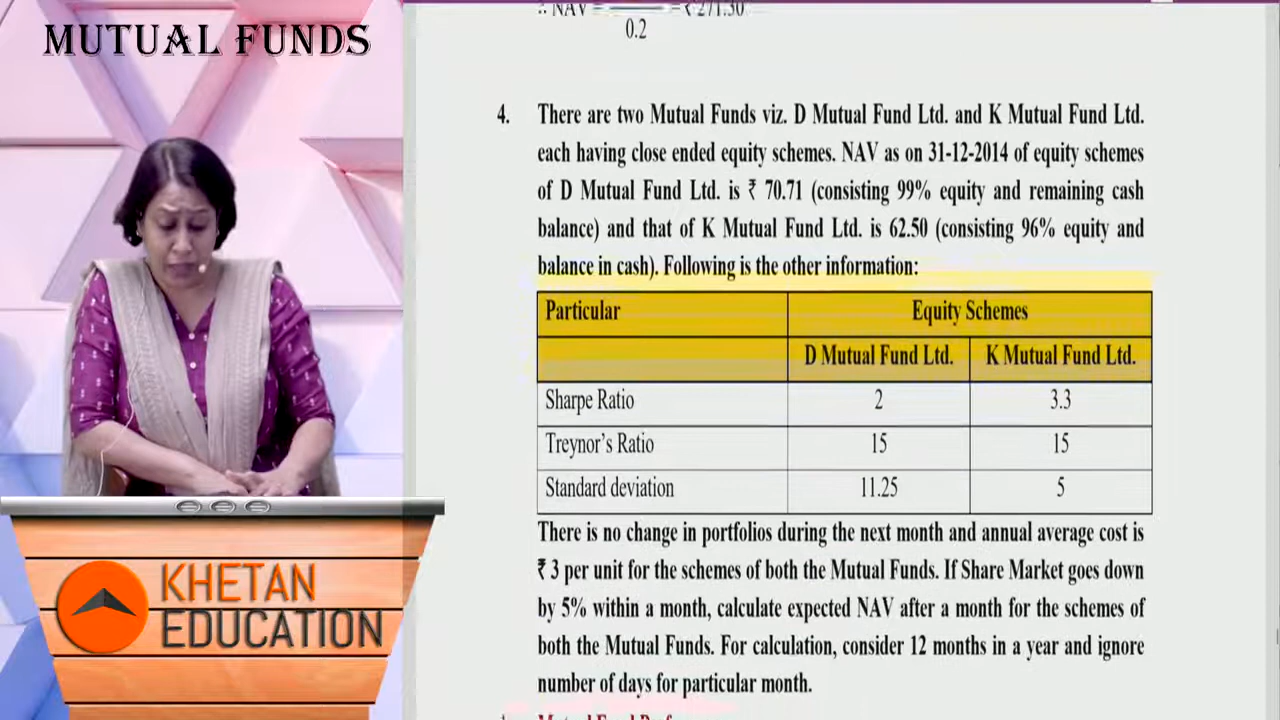 MUTUAL FUNDS
∴ NAV = = ₹ 271.30
0.2
4. There are two Mutual Funds viz. D Mutual Fund Ltd. and K Mutual Fund Ltd.
each having close ended equity schemes. NAV as on 31-12-2014 of equity schemes
of D Mutual Fund Ltd. is ₹ 70.71 (consisting 99% equity and remaining cash
balance) and that of K Mutual Fund Ltd. is 62.50 (consisting 96% equity and
balance in cash). Following is the other information:
Particular Equity Schemes
D Mutual Fund Ltd. K Mutual Fund Ltd.
Sharpe Ratio 2 3.3
Treynor’s Ratio 15 15
Standard deviation 11.25 5
There is no change in portfolios during the next month and annual average cost is
₹ 3 per unit for the schemes of both the Mutual Funds. If Share Market goes down
by 5% within a month, calculate expected NAV after a month for the schemes of
both the Mutual Funds. For calculation, consider 12 months in a year and ignore
number of days for particular month.
KHETAN
EDUCATION